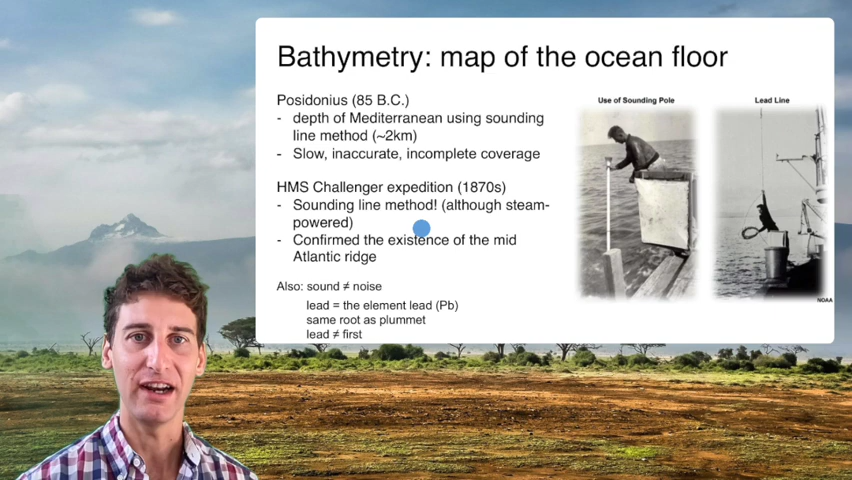 Bathymetry: map of the ocean floor
Posidonius (85 B.C.)
- depth of Mediterranean using sounding
line method (~2km)
- Slow, inaccurate, incomplete coverage
HMS Challenger expedition (1870s)
- Sounding line method! (although steam-
powered)
- Confirmed the existence of the mid
Atlantic ridge
Also: sound ≠ noise
lead = the element lead (Pb)
same root as plummet
lead ≠ first
Use of Sounding Pole
Lead Line
NOAA